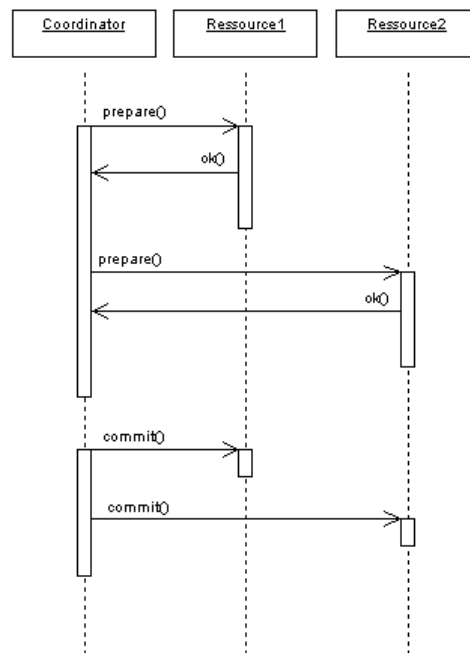 Coordinator
Ressource1
Ressource2
prepare()
ok()
prepare()
ok()
commit()
commit()